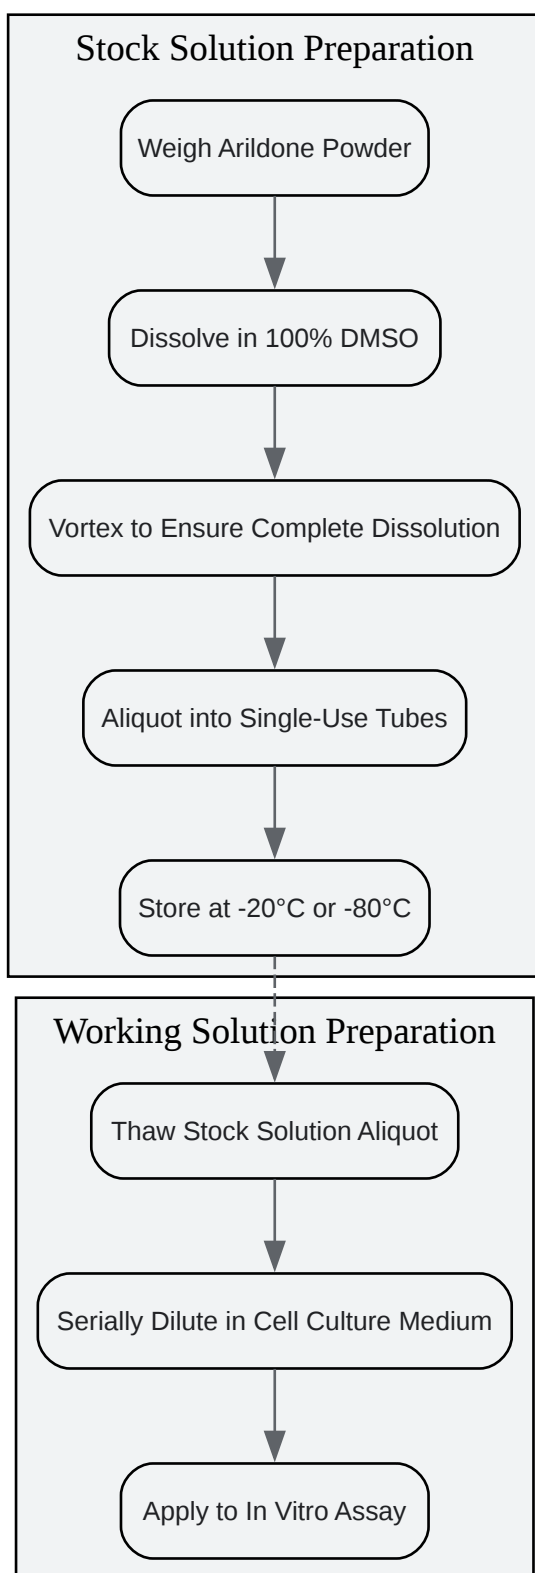 Stock Solution Preparation
Weigh Arildone Powder
Dissolve in 100% DMSO
Vortex to Ensure Complete Dissolution
Aliquot into Single-Use Tubes
Store at -20°C or -80°C
Working Solution Preparation
Thaw Stock Solution Aliquot
Serially Dilute in Cell Culture Medium
Apply to In Vitro Assay